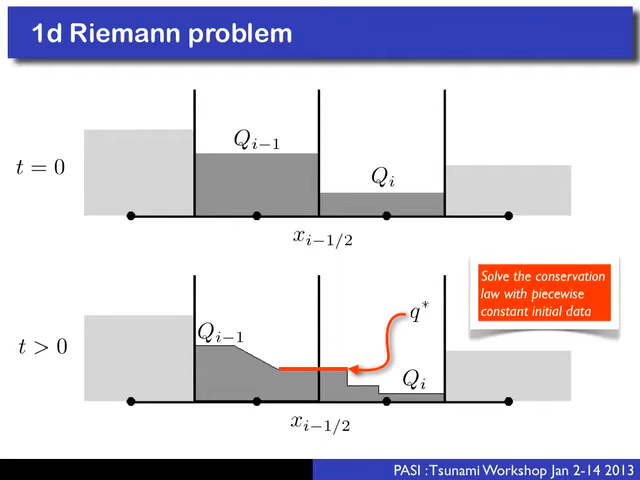 1d Riemann problem
Q_{i−1}
t = 0
Q_i
x_{i−1/2}
Solve the conservation
law with piecewise
constant initial data
q*
Q_{i−1}
t > 0
Q_i
x_{i−1/2}
PASI : Tsunami Workshop Jan 2-14 2013